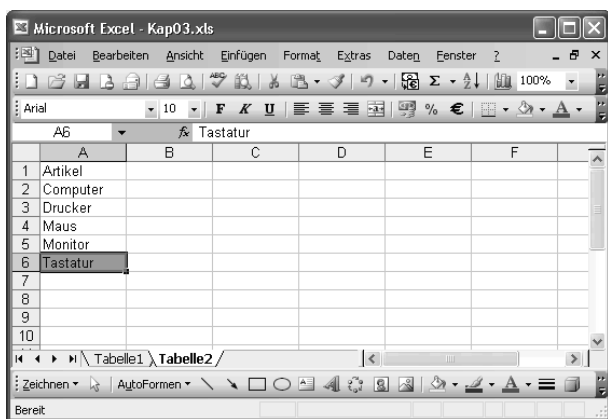 Microsoft Excel - Kap03.xls
Datei Bearbeiten Ansicht Einfügen Format Extras Daten Fenster ?
100%
Arial 10 F K U % €
A6 fx Tastatur
A B C D E F
1 Artikel
2 Computer
3 Drucker
4 Maus
5 Monitor
6 Tastatur
7
8
9
10
Tabelle1 Tabelle2
Zeichnen AutoFormen
Bereit